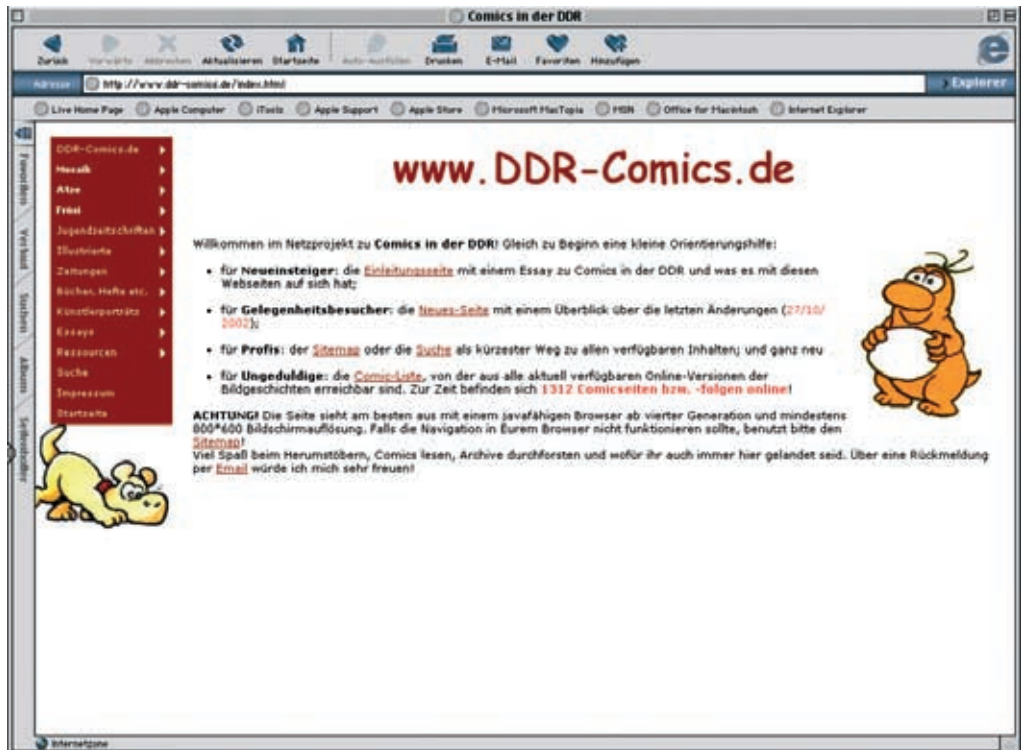 Comics in der DDR
Zurück Vorwärts Abbrechen Aktualisieren Startseite Auto-Ausfüllen Drucken E-Mail Favoriten Hinzufügen
Adresse http://www.ddr-comics.de/index.html Explorer
Live Home Page Apple Computer iTools Apple Support Apple Store Microsoft MacTopia MSN Office for Macintosh Internet Explorer
Favoriten
Verlauf
Suchen
Albums
Seitenhalter
DDR-Comics.de
Mosaik
Atze
Frösi
Jugendzeitschriften
Illustrierte
Zeitungen
Bücher, Hefte etc.
Künstlerporträts
Essays
Ressourcen
Suche
Impressum
Startseite
www.DDR-Comics.de
Willkommen im Netzprojekt zu Comics in der DDR! Gleich zu Beginn eine kleine Orientierungshilfe:
• für Neueinsteiger: die Einleitungsseite mit einem Essay zu Comics in der DDR und was es mit diesen
Webseiten auf sich hat;
• für Gelegenheitsbesucher: die Neues-Seite mit einem Überblick über die letzten Änderungen (27/10/
2002);
• für Profis: der Sitemap oder die Suche als kürzester Weg zu allen verfügbaren Inhalten; und ganz neu
• für Ungeduldige: die Comic-Liste, von der aus alle aktuell verfügbaren Online-Versionen der
Bildgeschichten erreichbar sind. Zur Zeit befinden sich 1312 Comicseiten bzw. -folgen online!
ACHTUNG! Die Seite sieht am besten aus mit einem javafähigen Browser ab vierter Generation und mindestens
800*600 Bildschirmauflösung. Falls die Navigation in Eurem Browser nicht funktionieren sollte, benutzt bitte den
Sitemap!
Viel Spaß beim Herumstöbern, Comics lesen, Archive durchforsten und wofür ihr auch immer hier gelandet seid. Über eine Rückmeldung
per Email würde ich mich sehr freuen!
Internetzone